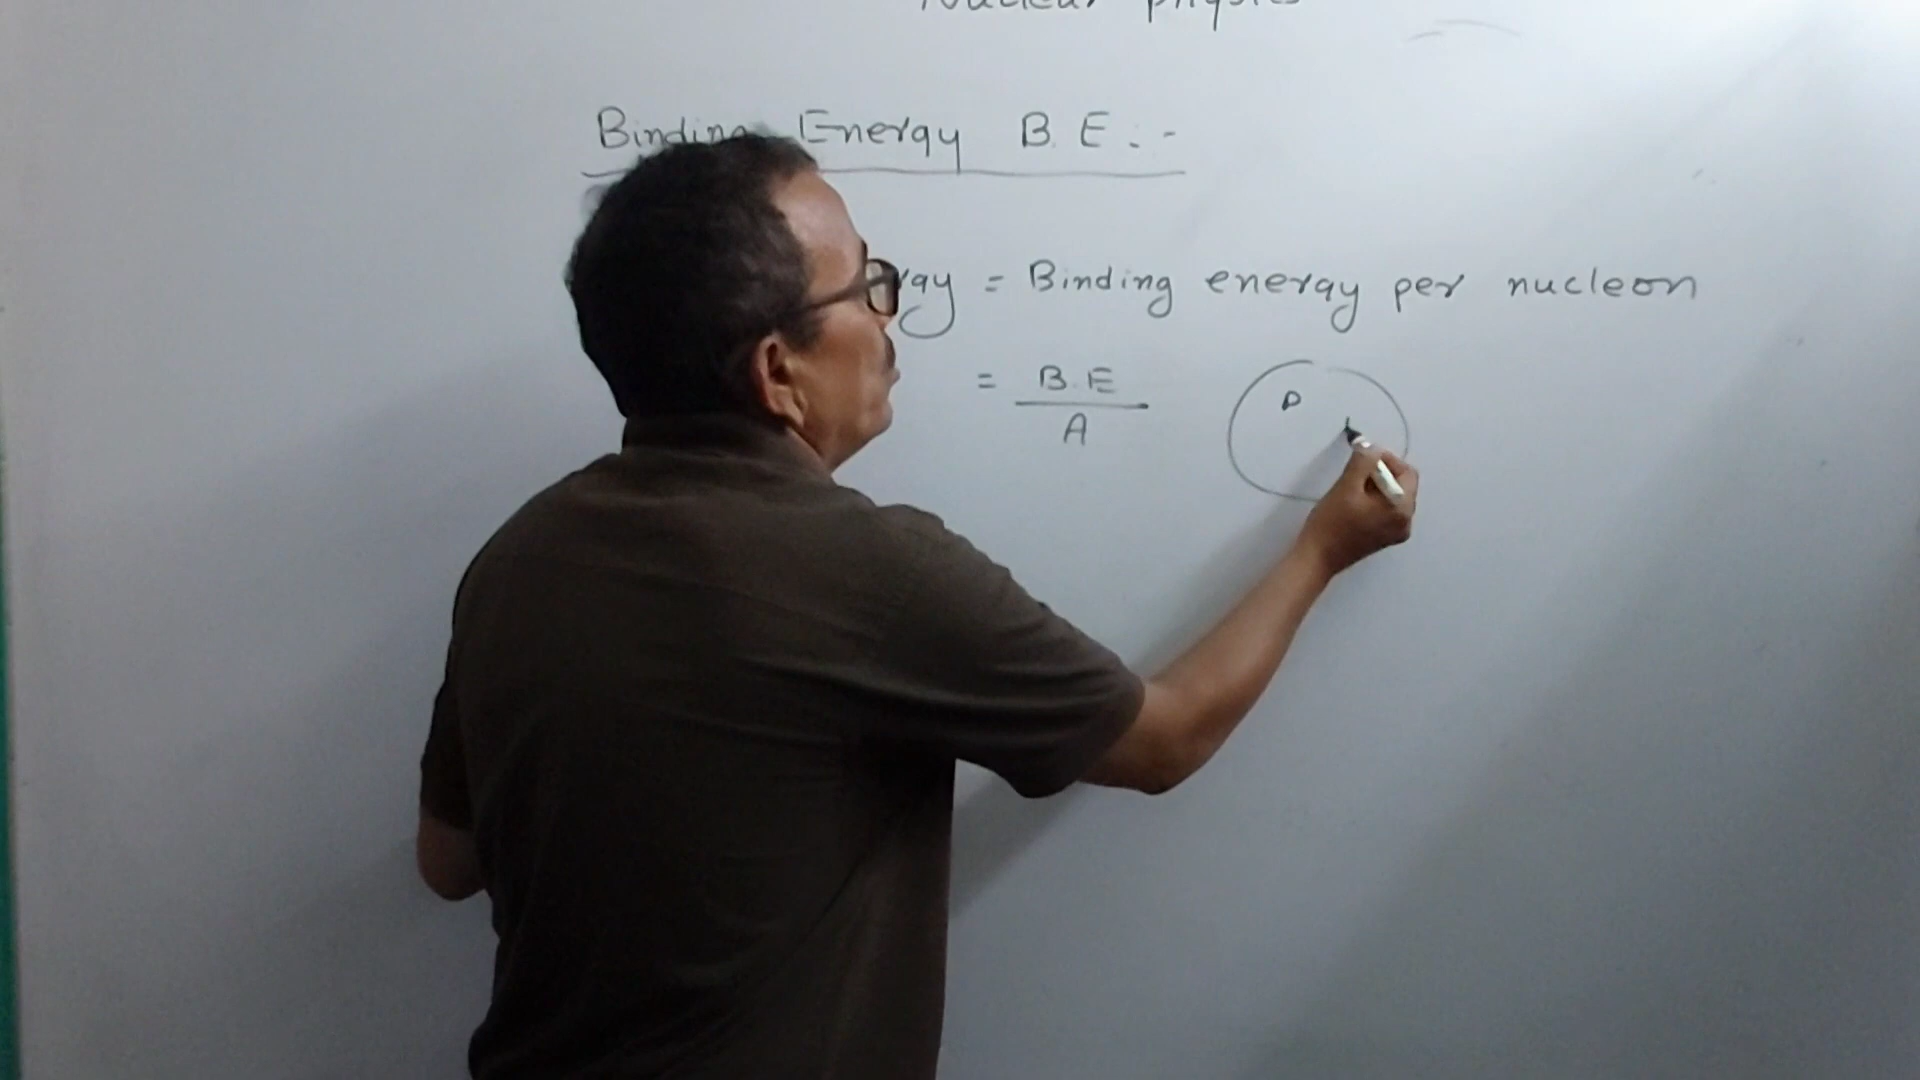 Nuclear physics
Binding Energy B.E :-
rgy = Binding energy per nucleon
= B.E
A
P